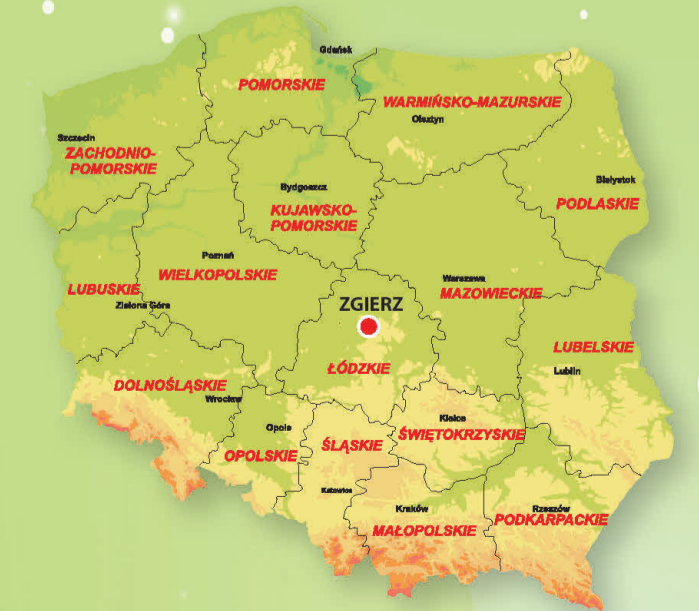 Gdańsk
POMORSKIE
WARMIŃSKO-MAZURSKIE
Olsztyn
Szczecin
ZACHODNIO-
POMORSKIE
Bydgoszcz
KUJAWSKO-
POMORSKIE
Białystok
PODLASKIE
Poznań
WIELKOPOLSKIE
LUBUSKIE
Zielona Góra
Warszawa
MAZOWIECKIE
ZGIERZ
ŁÓDZKIE
LUBELSKIE
Lublin
DOLNOŚLĄSKIE
Wrocław
Opole
OPOLSKIE
ŚLĄSKIE
Katowice
Kielce
ŚWIĘTOKRZYSKIE
Kraków
MAŁOPOLSKIE
Rzeszów
PODKARPACKIE